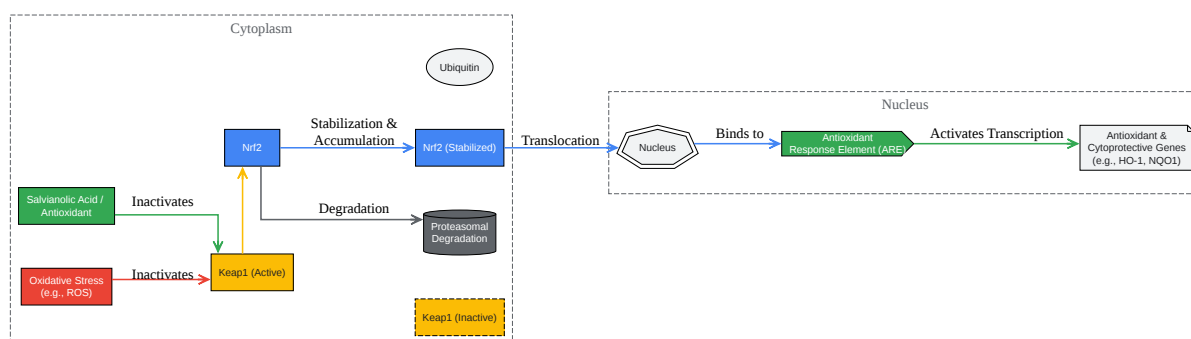 Cytoplasm
Ubiquitin
Nucleus
Nrf2
Stabilization &
Accumulation
Nrf2 (Stabilized)
Translocation
Nucleus
Binds to
Antioxidant
Response Element (ARE)
Activates Transcription
Antioxidant &
Cytoprotective Genes
(e.g., HO-1, NQO1)
Salvianolic Acid /
Antioxidant
Inactivates
Degradation
Proteasomal
Degradation
Oxidative Stress
(e.g., ROS)
Inactivates
Keap1 (Active)
Keap1 (Inactive)